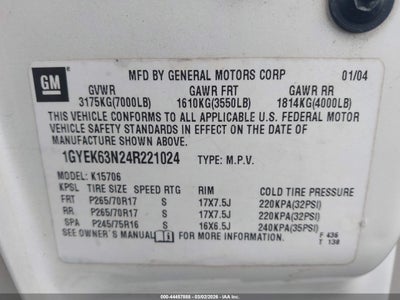 GM
MFD BY GENERAL MOTORS CORP 01/04
GVWR GAWR FRT GAWR RR
3175KG(7000LB) 1610KG(3550LB) 1814KG(4000LB)
THIS VEHICLE CONFORMS TO ALL APPLICABLE U.S. FEDERAL MOTOR
VEHICLE SAFETY STANDARDS IN EFFECT ON THE DATE OF
MANUFACTURE SHOWN ABOVE.
1GYEK63N24R221024 TYPE: M.P.V.
MODEL: K15706
KPSL TIRE SIZE SPEED RTG RIM COLD TIRE PRESSURE
FRT P265/70R17 S 17X7.5J 220KPA(32PSI)
RR P265/70R17 S 17X7.5J 220KPA(32PSI)
SPA P245/75R16 S 16X6.5J 240KPA(35PSI)
SEE OWNER'S MANUAL FOR MORE INFORMATION. F 436
T 138
000-44467888 - 03/02/2026 - IAAI.COM